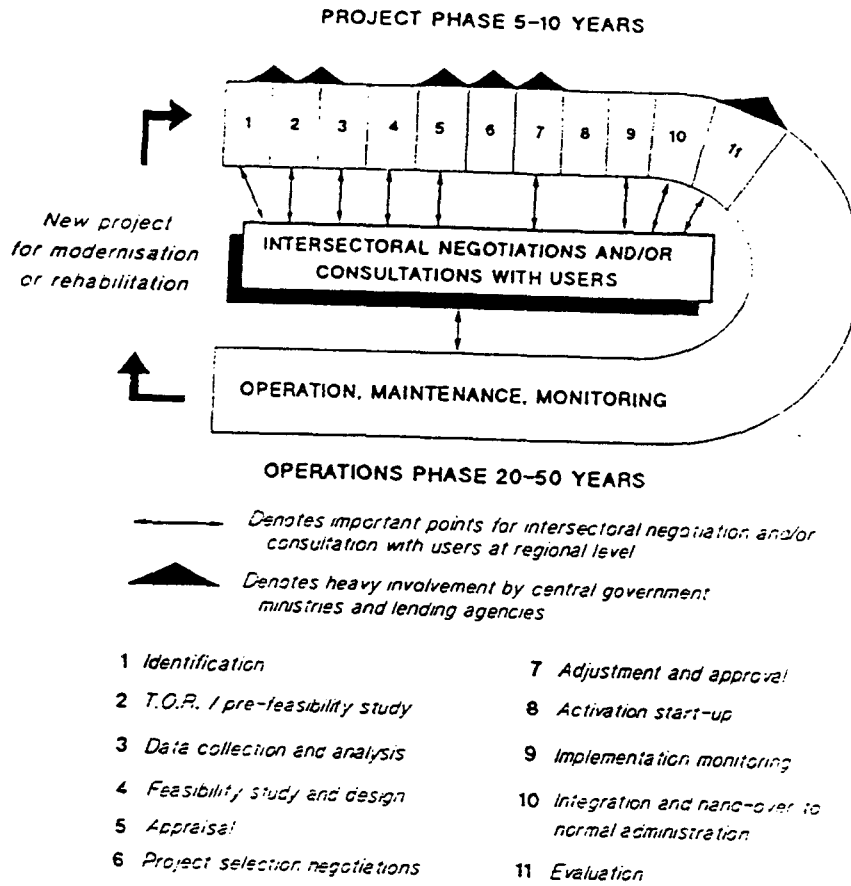 PROJECT PHASE 5-10 YEARS
1 2 3 4 5 6 7 8 9 10 11
New project
for modernisation
or rehabilitation
INTERSECTORAL NEGOTIATIONS AND/OR
CONSULTATIONS WITH USERS
OPERATION, MAINTENANCE, MONITORING
OPERATIONS PHASE 20-50 YEARS
Denotes important points for intersectoral negotiation and/or
consultation with users at regional level
Denotes heavy involvement by central government
ministries and lending agencies
1 Identification
2 T.O.R. / pre-feasibility study
3 Data collection and analysis
4 Feasibility study and design
5 Appraisal
6 Project selection negotiations
7 Adjustment and approval
8 Activation start-up
9 Implementation monitoring
10 Integration and hand-over to
normal administration
11 Evaluation